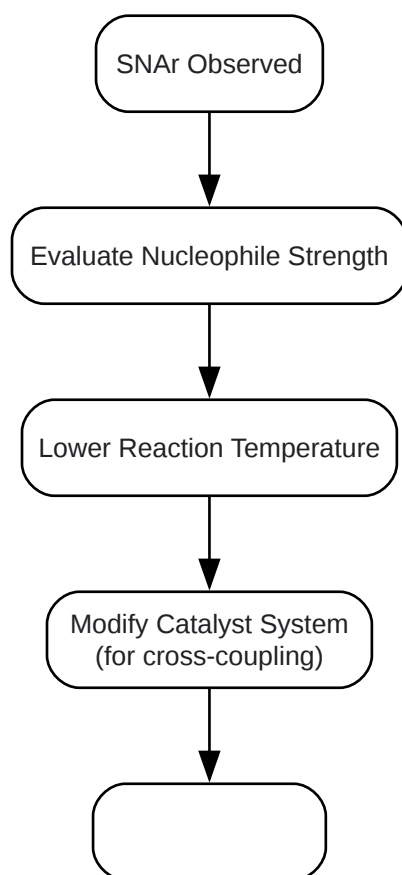 SNAr Observed
Evaluate Nucleophile Strength
Lower Reaction Temperature
Modify Catalyst System
(for cross-coupling)